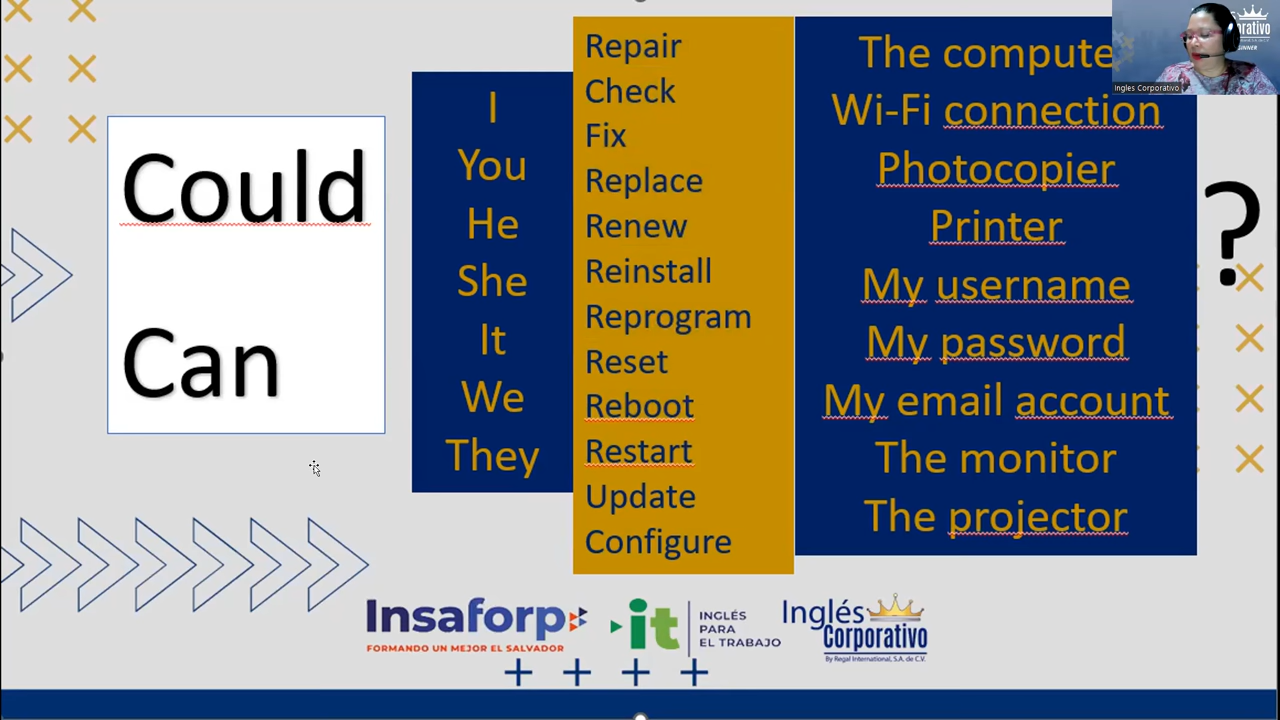 Could
Can
I
You
He
She
It
We
They
Repair
Check
Fix
Replace
Renew
Reinstall
Reprogram
Reset
Reboot
Restart
Update
Configure
The compute
Wi-Fi connection
Photocopier
Printer
My username
My password
My email account
The monitor
The projector
?
Ingles Corporativo
Insaforp
FORMANDO UN MEJOR EL SALVADOR
it
INGLÉS
PARA
EL TRABAJO
Inglés
Corporativo
By Regal International, S.A. de C.V.